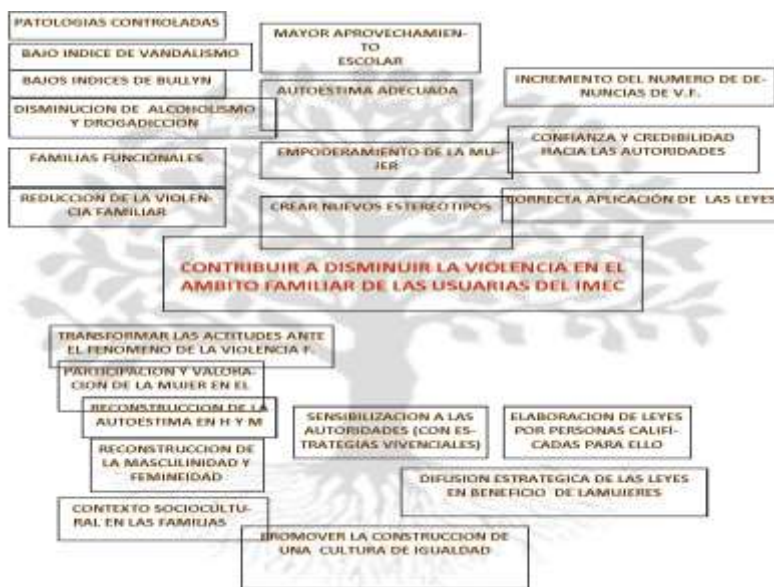 PATOLOGIAS CONTROLADAS
BAJO INDICE DE VANDALISMO
BAJOS INDICES DE BULLYN
DISMINUCION DE ALCOHOLISMO
Y DROGADICCION
FAMILIAS FUNCIONALES
REDUCCION DE LA VIOLEN-
CIA FAMILIAR
MAYOR APROVECHAMIEN-
TO
ESCOLAR
AUTOESTIMA ADECUADA
EMPODERAMIENTO DE LA MU-
JER
CREAR NUEVOS ESTEREOTIPOS
INCREMENTO DEL NUMERO DE DE-
NUNCIAS DE V.F.
CONFIANZA Y CREDIBILIDAD
HACIA LAS AUTORIDADES
CORRECTA APLICACIÓN DE LAS LEYES
CONTRIBUIR A DISMINUIR LA VIOLENCIA EN EL
AMBITO FAMILIAR DE LAS USUARIAS DEL IMEC
TRANSFORMAR LAS ACTITUDES ANTE
EL FENOMENO DE LA VIOLENCIA F.
PARTICIPACION Y VALORA-
CION DE LA MUJER EN EL
RECONSTRUCCION DE LA
AUTOESTIMA EN H Y M
RECONSTRUCCION DE
LA MASCULINIDAD Y
FEMINEIDAD
CONTEXTO SOCIOCULTU-
RAL EN LAS FAMILIAS
SENSIBILIZACION A LAS
AUTORIDADES (CON ES-
TRATEGIAS VIVENCIALES)
ELABORACION DE LEYES
POR PERSONAS CALIFI-
CADAS PARA ELLO
DIFUSION ESTRATEGICA DE LAS LEYES
EN BENEFICIO DE LAMUJERES
PROMOVER LA CONSTRUCCION DE
UNA CULTURA DE IGUALDAD